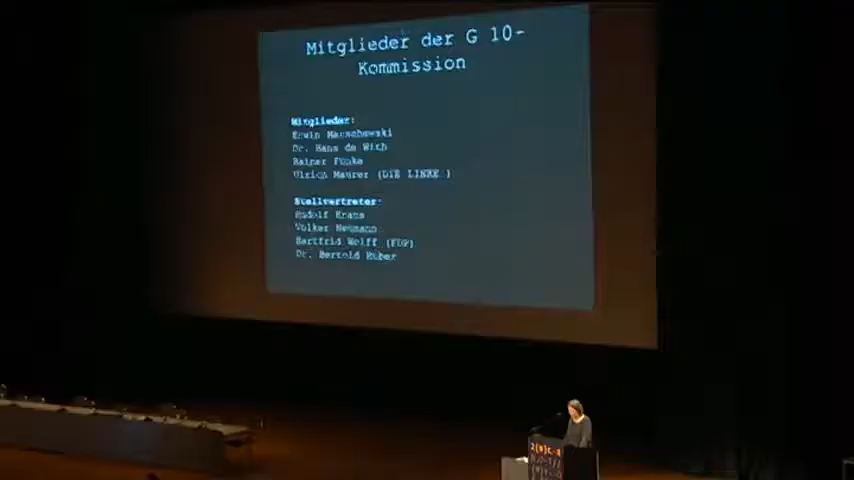 Mitglieder der G 10-
Kommission
Mitglieder:
Erwin Marschewski
Dr. Hans de With
Rainer Funke
Ulrich Maurer (DIE LINKE )
Stellvertreter:
Rudolf Kraus
Volker Neumann
Hartfrid Wolff (FDP)
Dr. Bertold Huber